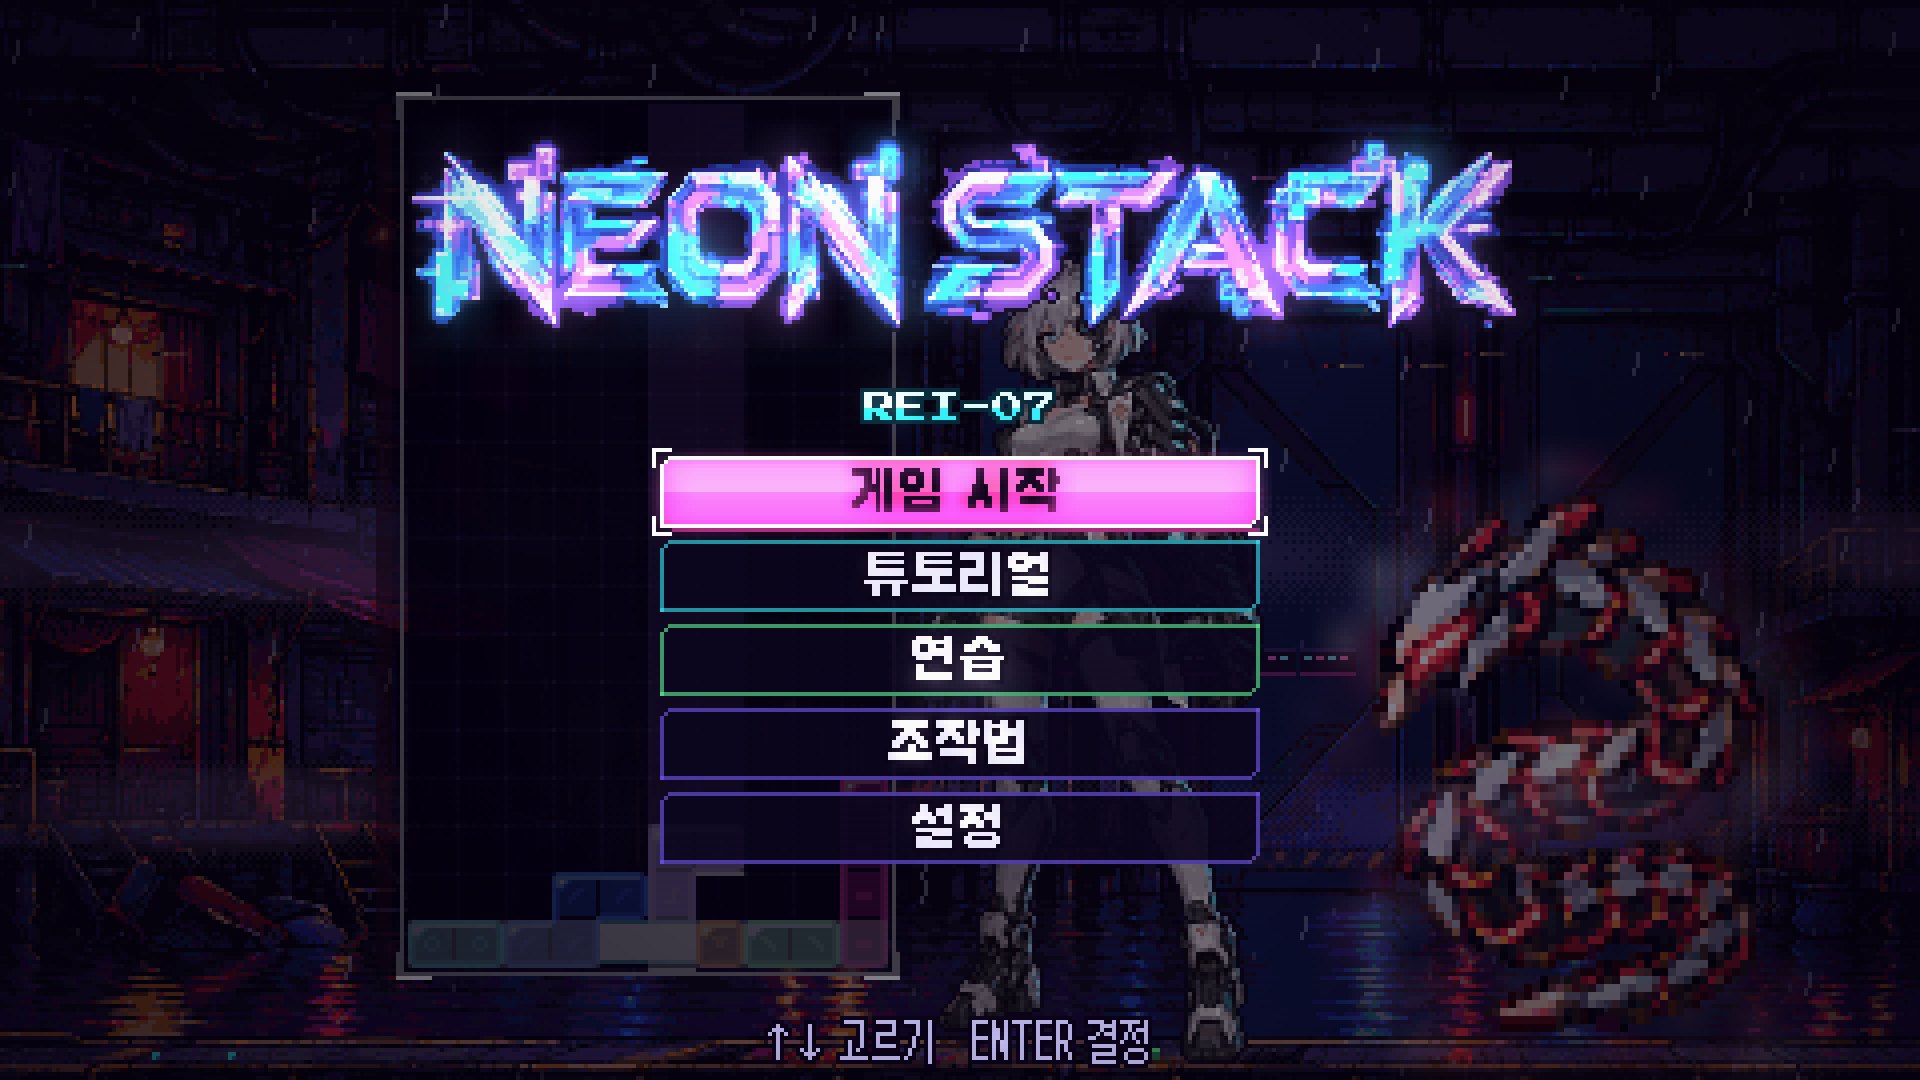 NEON STACK
REI-07
게임 시작
튜토리얼
연습
조작법
설정
↑↓ 고르기 ENTER 결정